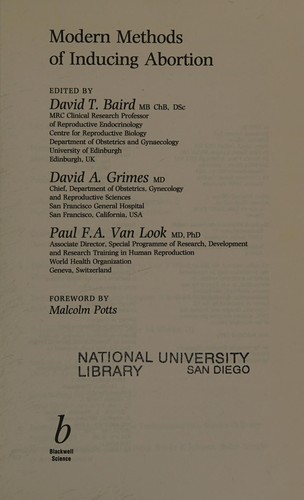 Modern Methods
of Inducing Abortion
EDITED BY
David T. Baird MB ChB, DSc
MRC Clinical Research Professor
of Reproductive Endocrinology
Centre for Reproductive Biology
Department of Obstetrics and Gynaecology
University of Edinburgh
Edinburgh, UK
David A. Grimes MD
Chief, Department of Obstetrics, Gynecology
and Reproductive Sciences
San Francisco General Hospital
San Francisco, California, USA
Paul F.A. Van Look MD, PhD
Associate Director, Special Programme of Research, Development
and Research Training in Human Reproduction
World Health Organization
Geneva, Switzerland
FOREWORD BY
Malcolm Potts
NATIONAL UNIVERSITY
LIBRARY SAN DIEGO
b
Blackwell
Science